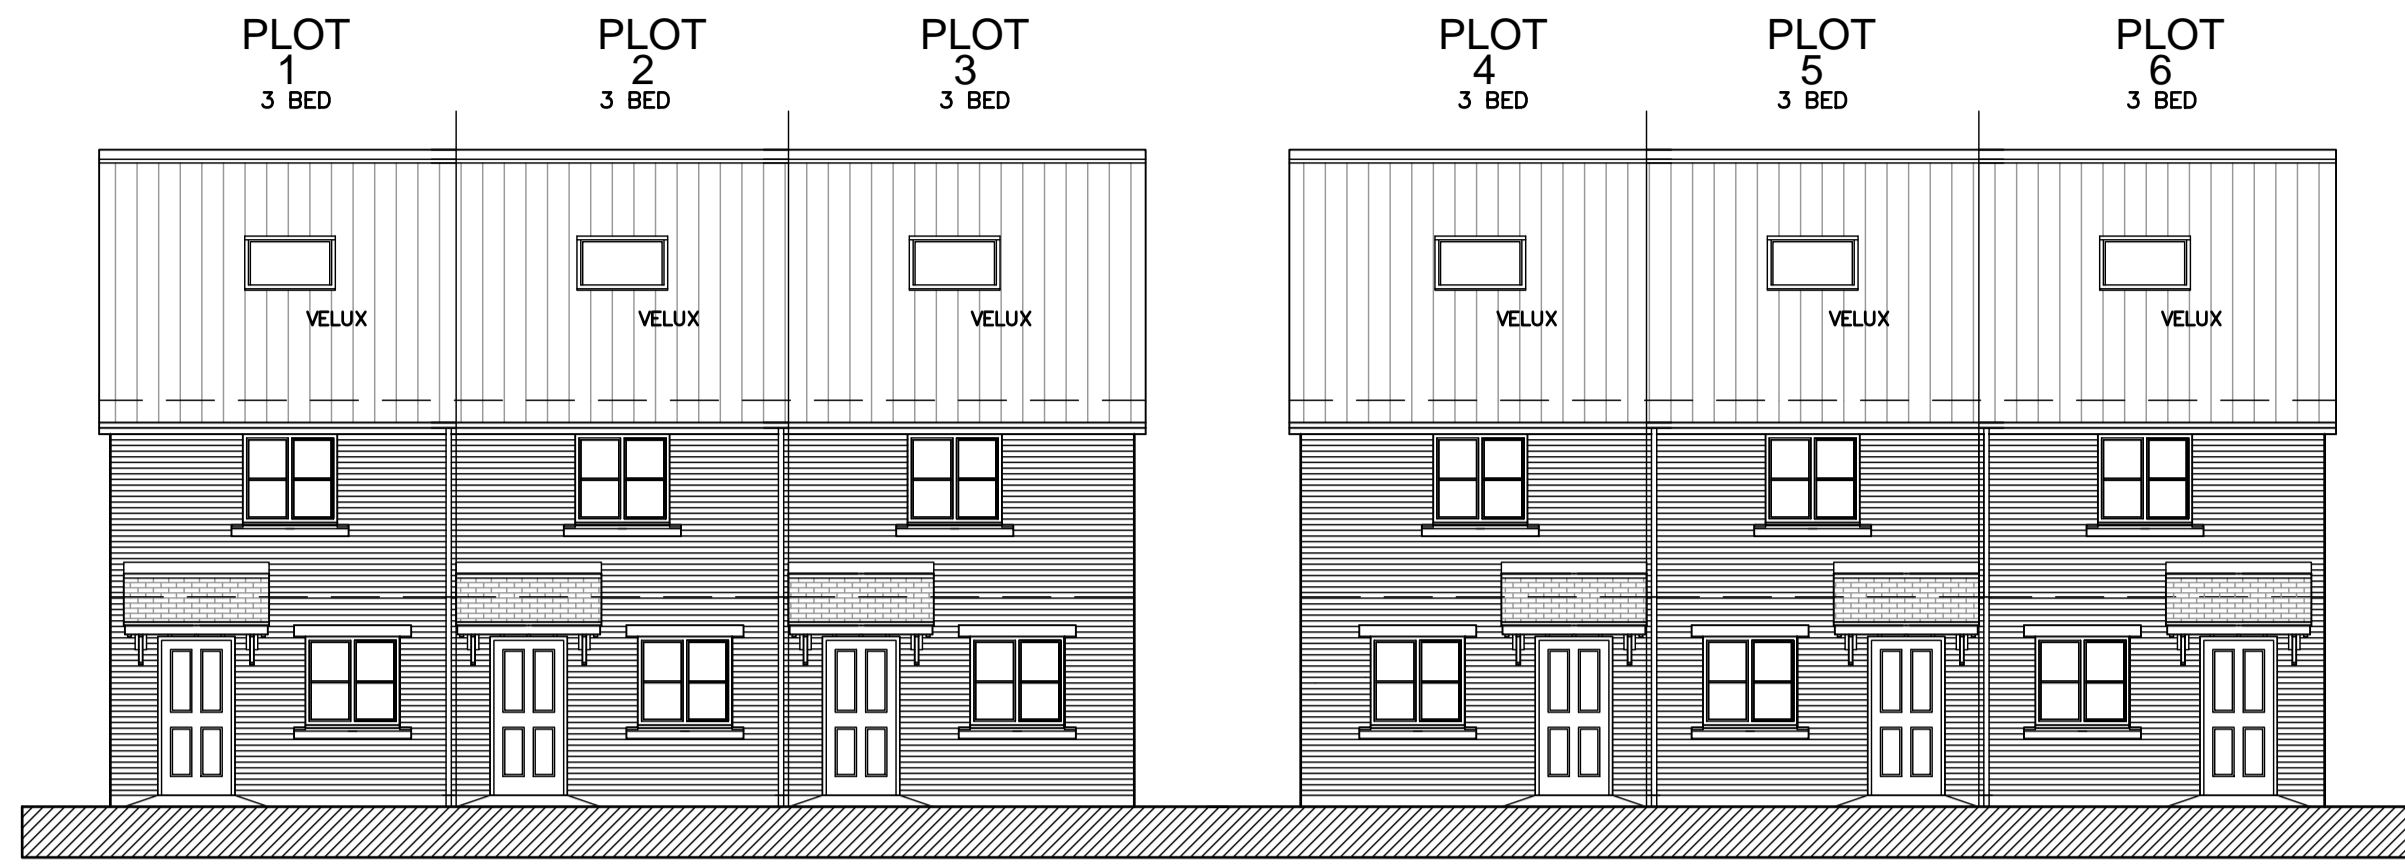 PLOT
1
3 BED
PLOT
2
3 BED
PLOT
3
3 BED
PLOT
4
3 BED
PLOT
5
3 BED
PLOT
6
3 BED
VELUX
VELUX
VELUX
VELUX
VELUX
VELUX